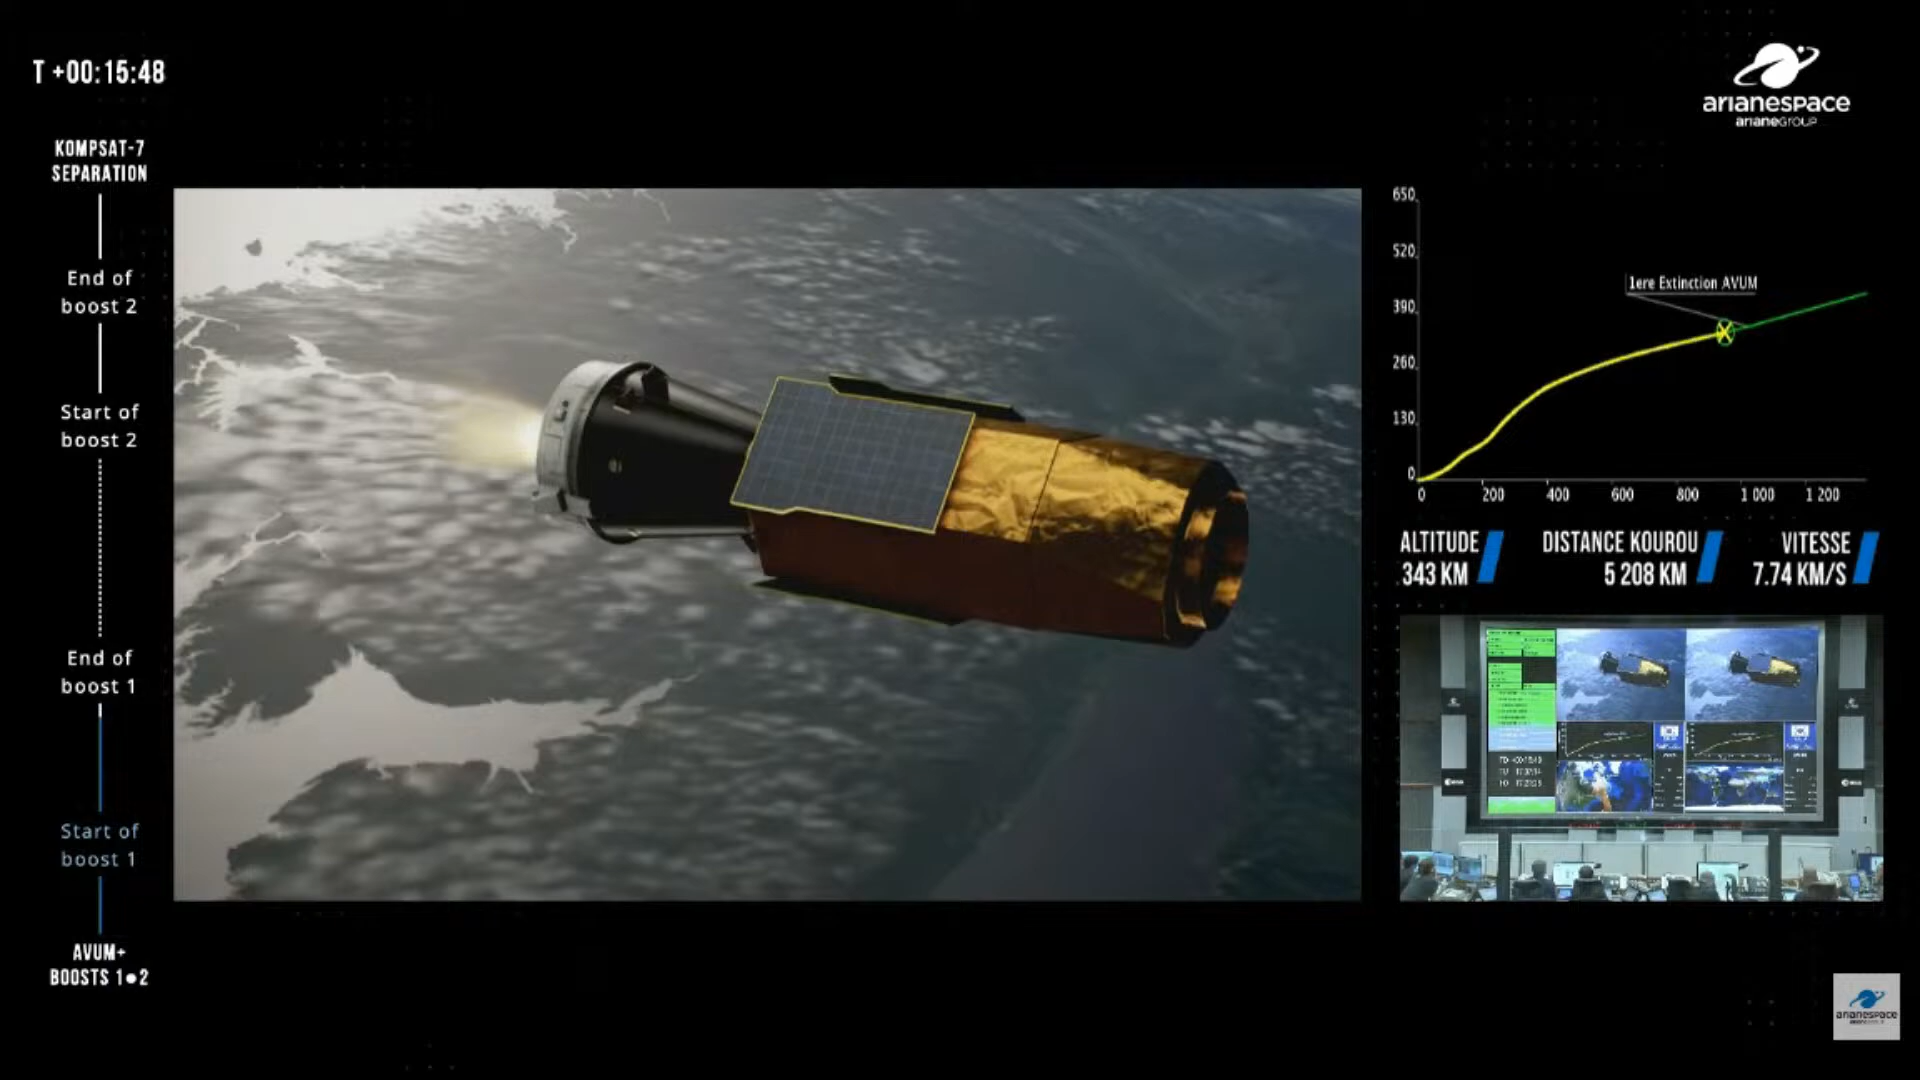 T +00:15:48
arianespace
arianeGROUP
KOMPSAT-7
SEPARATION
End of
boost 2
Start of
boost 2
End of
boost 1
Start of
boost 1
AVUM+
BOOSTS 1•2
650
520
390
260
130
0
1ere Extinction AVUM
0 200 400 600 800 1 000 1 200
ALTITUDE
343 KM
DISTANCE KOUROU
5 208 KM
VITESSE
7.74 KM/S
arianespace